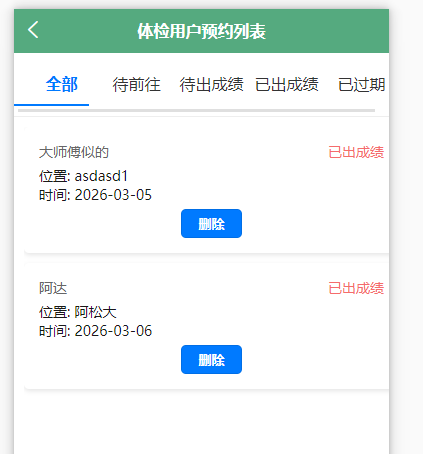 体检用户预约列表
全部 待前往 待出成绩 已出成绩 已过期
大师傅似的 已出成绩
位置: asdasd1
时间: 2026-03-05
删除
阿达 已出成绩
位置: 阿松大
时间: 2026-03-06
删除